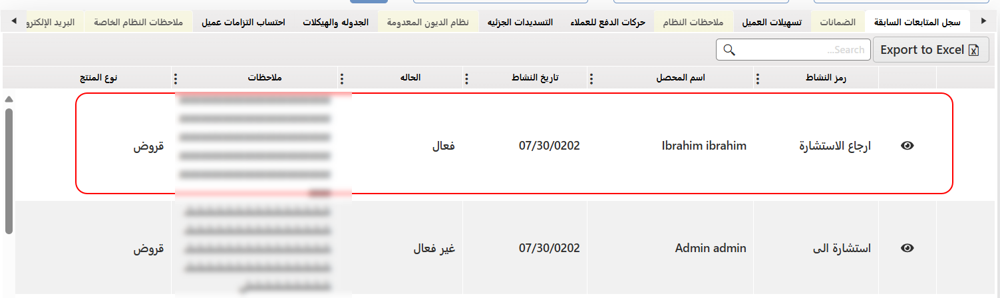 سجل المتابعات السابقة
الضمانات
تسهيلات العميل
ملاحظات النظام
حركات الدفع للعملاء
التسديدات الجزئيه
نظام الديون المعدومة
الجدوله والهيكلات
احتساب التزامات عميل
ملاحظات النظام الخاصة
البريد الإلكترو
Export to Excel
Search...
رمز النشاط
اسم المحصل
تاريخ النشاط
الحاله
ملاحظات
نوع المنتج
ارجاع الاستشارة
Ibrahim ibrahim
07/30/0202
فعال
قروض
استشارة الى
Admin admin
07/30/0202
غير فعال
قروض